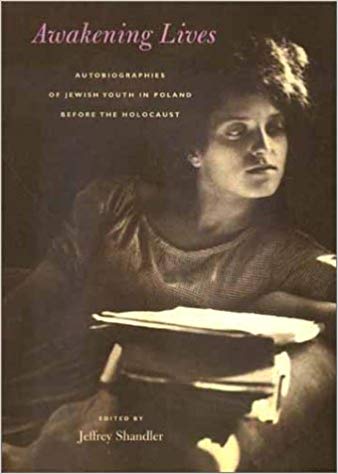 Awakening Lives
AUTOBIOGRAPHIES
OF JEWISH YOUTH IN POLAND
BEFORE THE HOLOCAUST
EDITED BY
Jeffrey Shandler